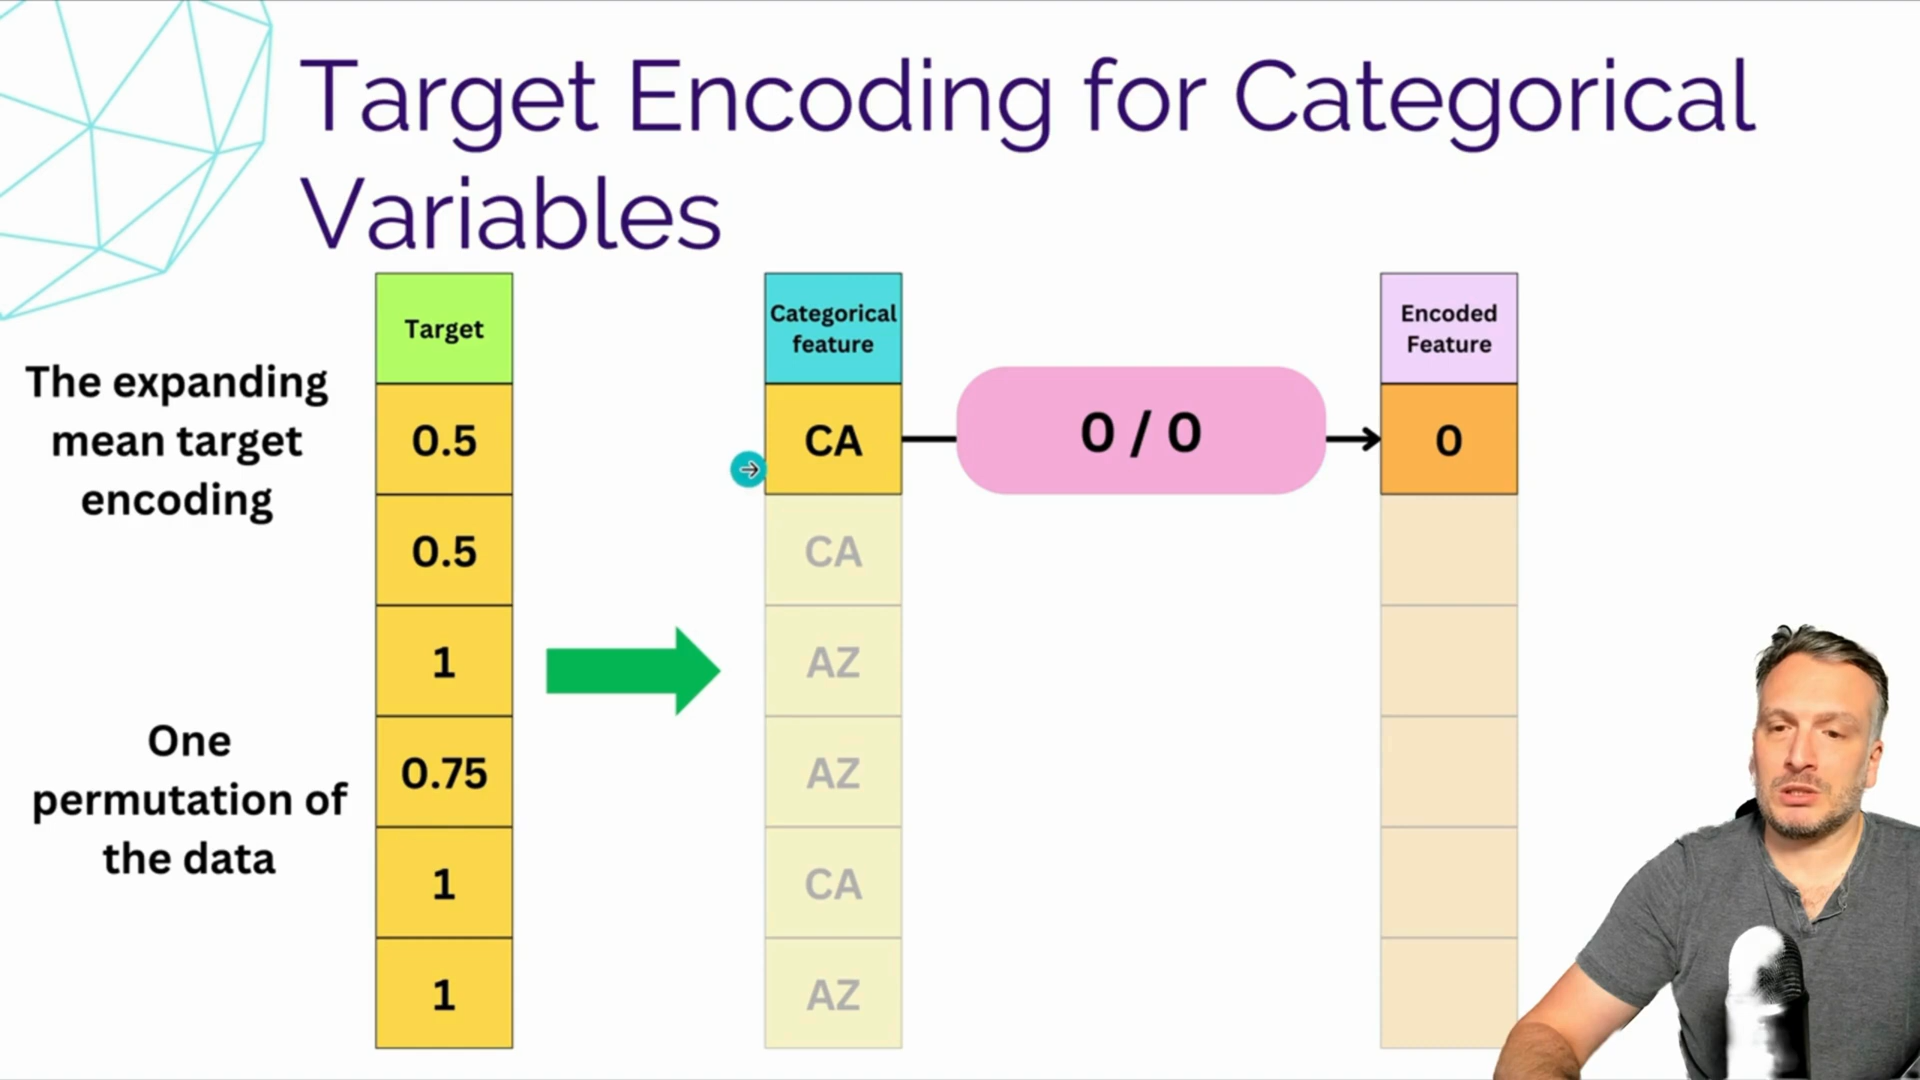 Target Encoding for Categorical
Variables
The expanding
mean target
encoding
One
permutation of
the data
Target
0.5
0.5
1
0.75
1
1
Categorical
feature
CA
CA
AZ
AZ
CA
AZ
0 / 0
Encoded
Feature
0